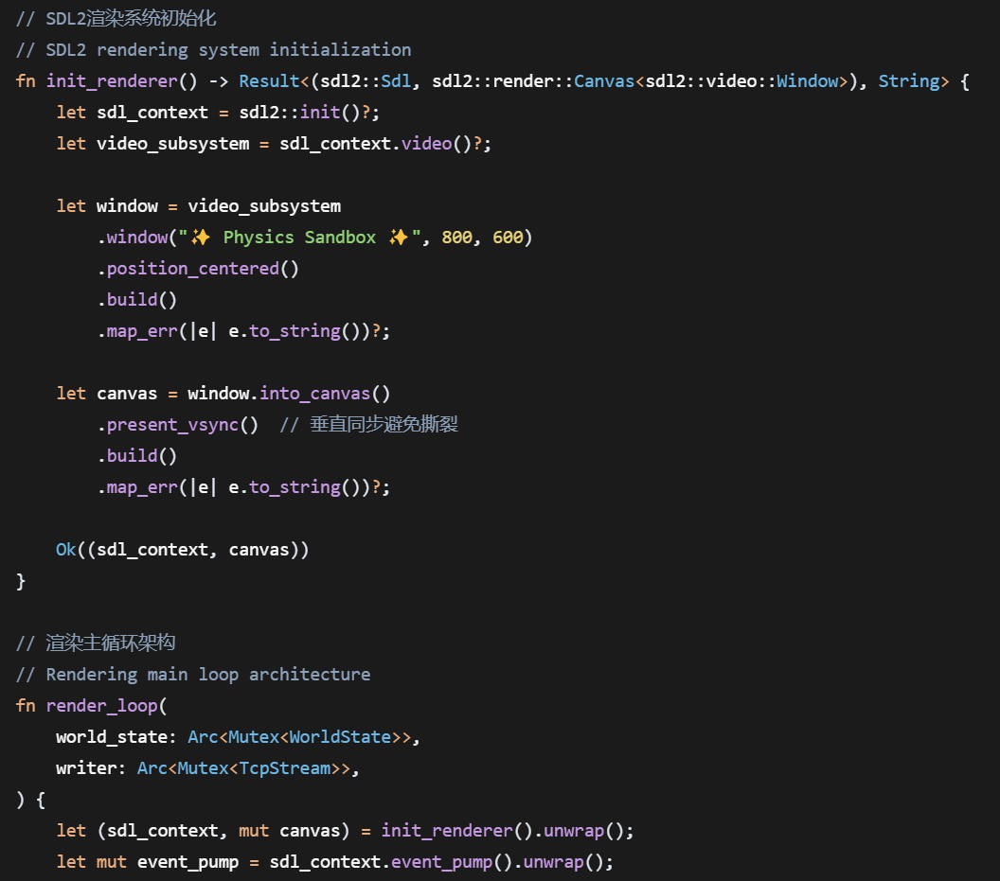 // SDL2渲染系统初始化
// SDL2 rendering system initialization
fn init_renderer() -> Result<(sdl2::Sdl, sdl2::render::Canvas<sdl2::video::Window>), String> {
    let sdl_context = sdl2::init()?;
    let video_subsystem = sdl_context.video()?;

    let window = video_subsystem
        .window("✨ Physics Sandbox ✨", 800, 600)
        .position_centered()
        .build()
        .map_err(|e| e.to_string())?;

    let canvas = window.into_canvas()
        .present_vsync()  // 垂直同步避免撕裂
        .build()
        .map_err(|e| e.to_string())?;

    Ok((sdl_context, canvas))
}

// 渲染主循环架构
// Rendering main loop architecture
fn render_loop(
    world_state: Arc<Mutex<WorldState>>,
    writer: Arc<Mutex<TcpStream>>,
) {
    let (sdl_context, mut canvas) = init_renderer().unwrap();
    let mut event_pump = sdl_context.event_pump().unwrap();